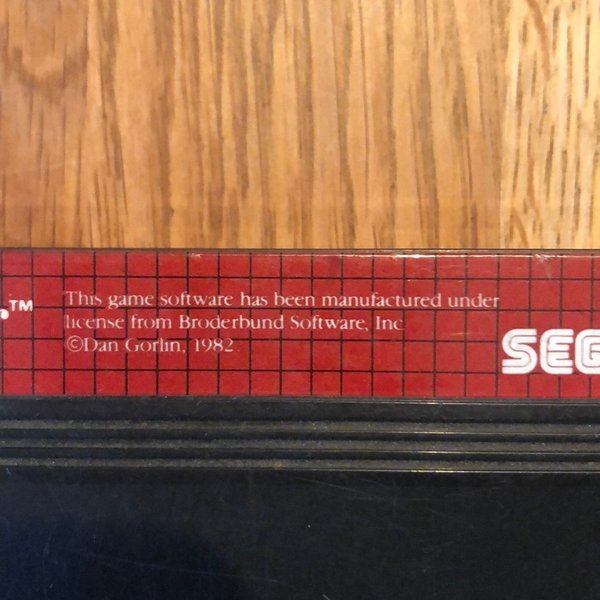 TM
This game software has been manufactured under
license from Broderbund Software, Inc
©Dan Gorlin, 1982
SEG